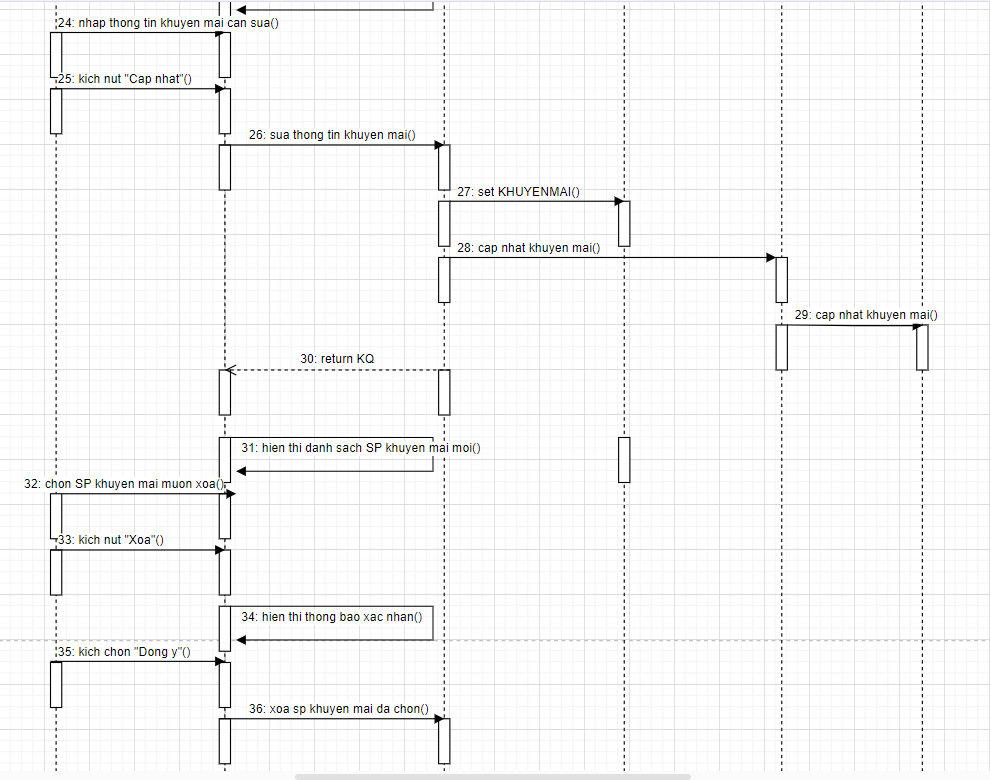 24: nhap thong tin khuyen mai can sua()
25: kich nut "Cap nhat"()
26: sua thong tin khuyen mai()
27: set KHUYENMAI()
28: cap nhat khuyen mai()
29: cap nhat khuyen mai()
30: return KQ
31: hien thi danh sach SP khuyen mai moi()
32: chon SP khuyen mai muon xoa()
33: kich nut "Xoa"()
34: hien thi thong bao xac nhan()
35: kich chon "Dong y"()
36: xoa sp khuyen mai da chon()